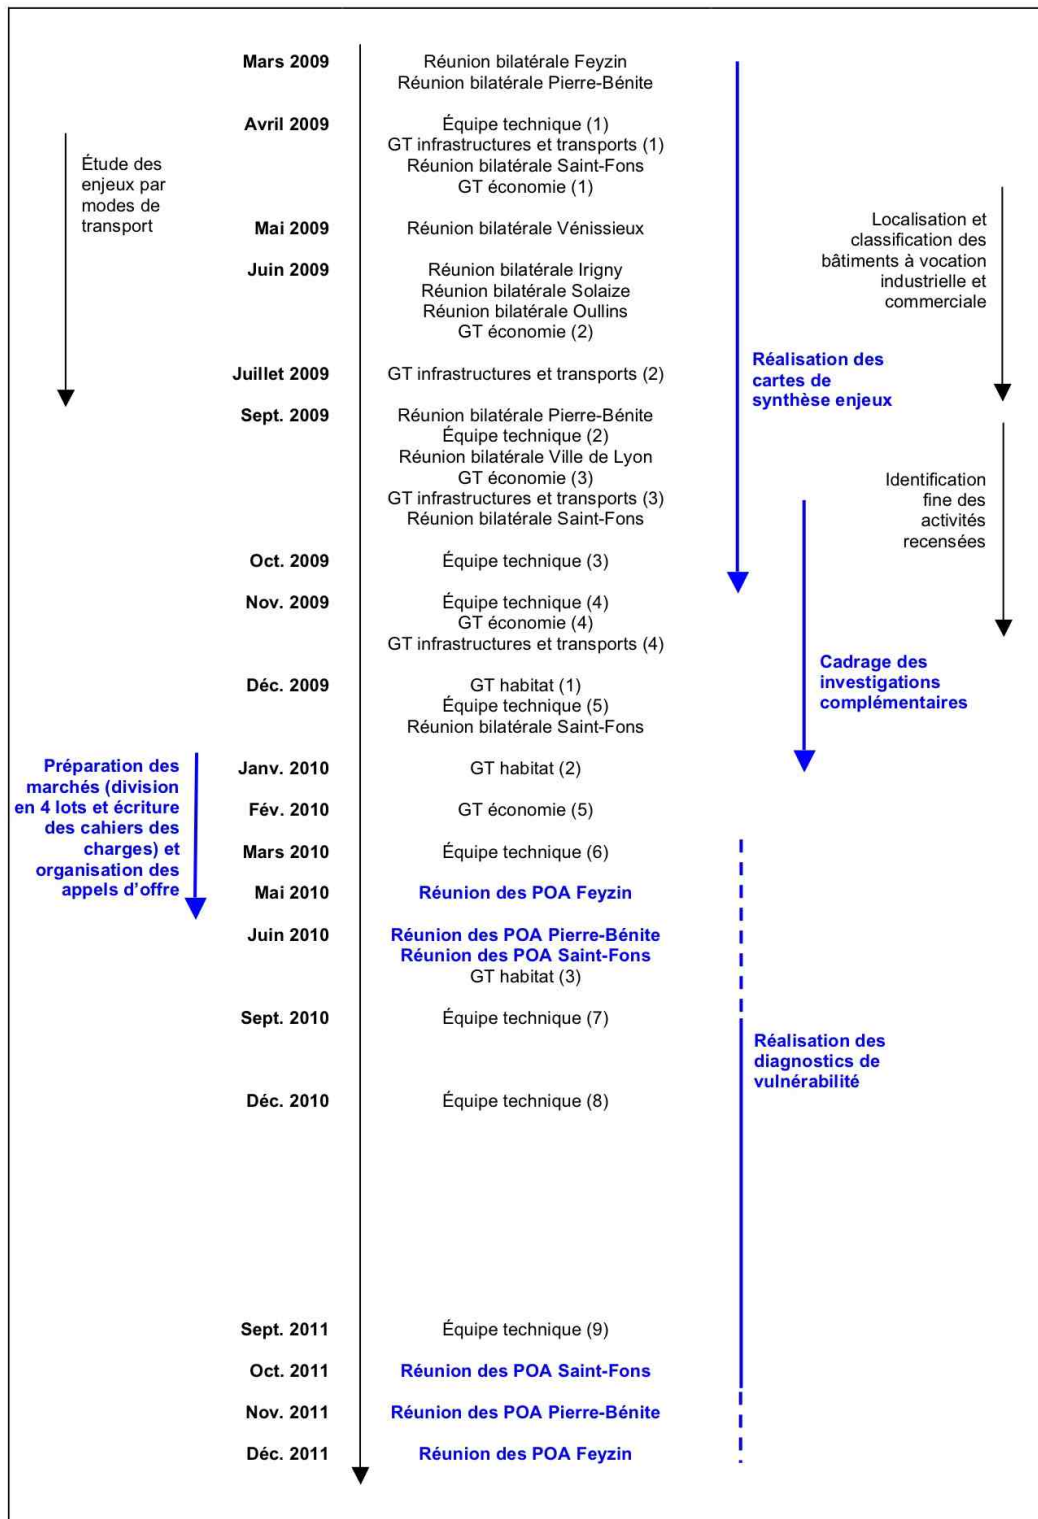 Mars 2009
Réunion bilatérale Feyzin
Réunion bilatérale Pierre-Bénite
Avril 2009
Équipe technique (1)
GT infrastructures et transports (1)
Réunion bilatérale Saint-Fons
GT économie (1)
Étude des
enjeux par
modes de
transport
Mai 2009
Réunion bilatérale Vénissieux
Localisation et
classification des
bâtiments à vocation
industrielle et
commerciale
Juin 2009
Réunion bilatérale Irigny
Réunion bilatérale Solaize
Réunion bilatérale Oullins
GT économie (2)
Réalisation des
cartes de
synthèse enjeux
Juillet 2009
GT infrastructures et transports (2)
Sept. 2009
Réunion bilatérale Pierre-Bénite
Équipe technique (2)
Réunion bilatérale Ville de Lyon
GT économie (3)
GT infrastructures et transports (3)
Réunion bilatérale Saint-Fons
Identification
fine des
activités
recensées
Oct. 2009
Équipe technique (3)
Nov. 2009
Équipe technique (4)
GT économie (4)
GT infrastructures et transports (4)
Cadrage des
investigations
complémentaires
Déc. 2009
GT habitat (1)
Équipe technique (5)
Réunion bilatérale Saint-Fons
Préparation des
marchés (division
en 4 lots et écriture
des cahiers des
charges) et
organisation des
appels d’offre
Janv. 2010
GT habitat (2)
Fév. 2010
GT économie (5)
Mars 2010
Équipe technique (6)
Mai 2010
Réunion des POA Feyzin
Juin 2010
Réunion des POA Pierre-Bénite
Réunion des POA Saint-Fons
GT habitat (3)
Sept. 2010
Équipe technique (7)
Réalisation des
diagnostics de
vulnérabilité
Déc. 2010
Équipe technique (8)
Sept. 2011
Équipe technique (9)
Oct. 2011
Réunion des POA Saint-Fons
Nov. 2011
Réunion des POA Pierre-Bénite
Déc. 2011
Réunion des POA Feyzin